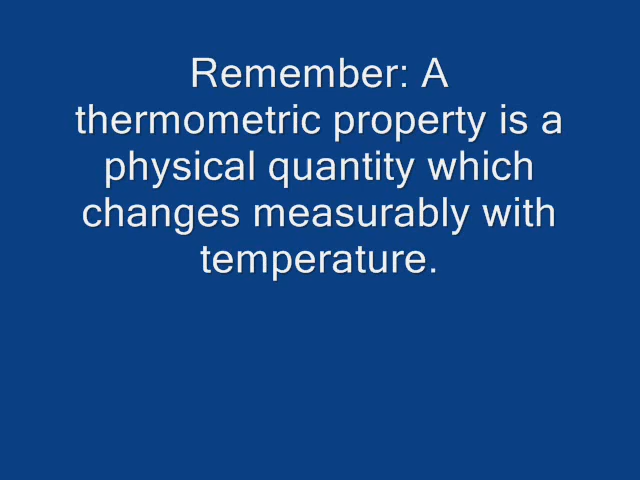 Remember: A
thermometric property is a
physical quantity which
changes measurably with
temperature.